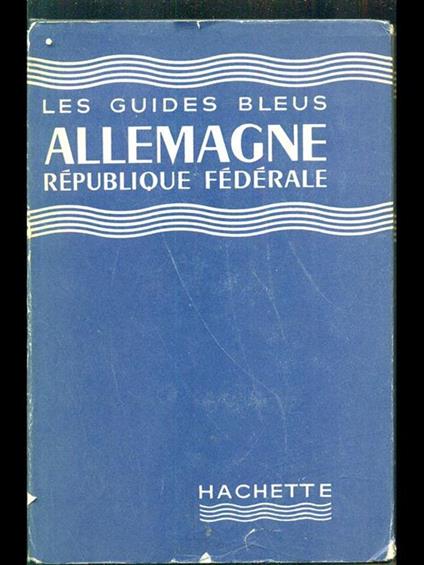 LES GUIDES BLEUS
ALLEMAGNE
RÉPUBLIQUE FÉDÉRALE
HACHETTE